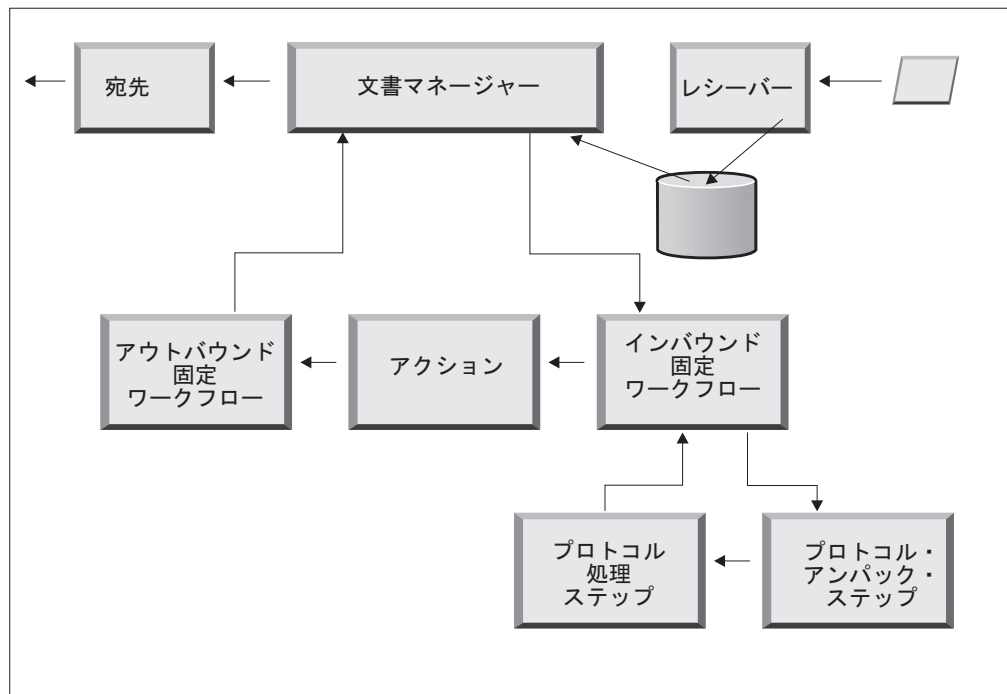 宛先
文書マネージャー
レシーバー
アウトバウンド
固定
ワークフロー
アクション
インバウンド
固定
ワークフロー
プロトコル
処理
ステップ
プロトコル・
アンパック・
ステップ